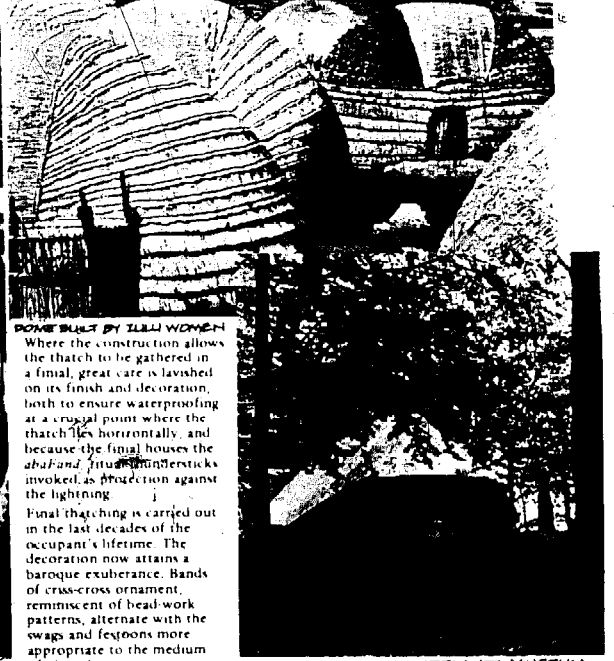 DOME BUILT BY ZULU WOMEN
Where the construction allows
the thatch to be gathered in
a finial, great care is lavished
on its finish and decoration,
both to ensure waterproofing
at a crucial point where the
thatch lies horizontally, and
because the finial houses the
ritual thundersticks
invoked as protection against
the lightning.
Final thatching is carried out
in the last decades of the
occupant's lifetime. The
decoration now attains a
baroque exuberance. Bands
of criss-cross ornament,
reminiscent of bead-work
patterns, alternate with the
swags and festoons more
appropriate to the medium